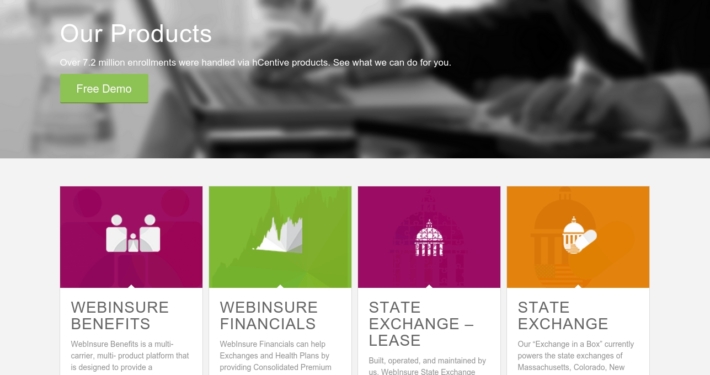 Our Products
Over 7.2 million enrollments were handled via hCentive products. See what we can do for you.
Free Demo
WEBINSURE
BENEFITS
WebInsure Benefits is a multi-
carrier, multi- product platform that
is designed to provide a
WEBINSURE
FINANCIALS
WebInsure Financials can help
Exchanges and Health Plans by
providing Consolidated Premium
STATE
EXCHANGE –
LEASE
Built, operated, and maintained by
us, WebInsure State Exchange
STATE
EXCHANGE
Our “Exchange in a Box” currently
powers the state exchanges of
Massachusetts, Colorado, New